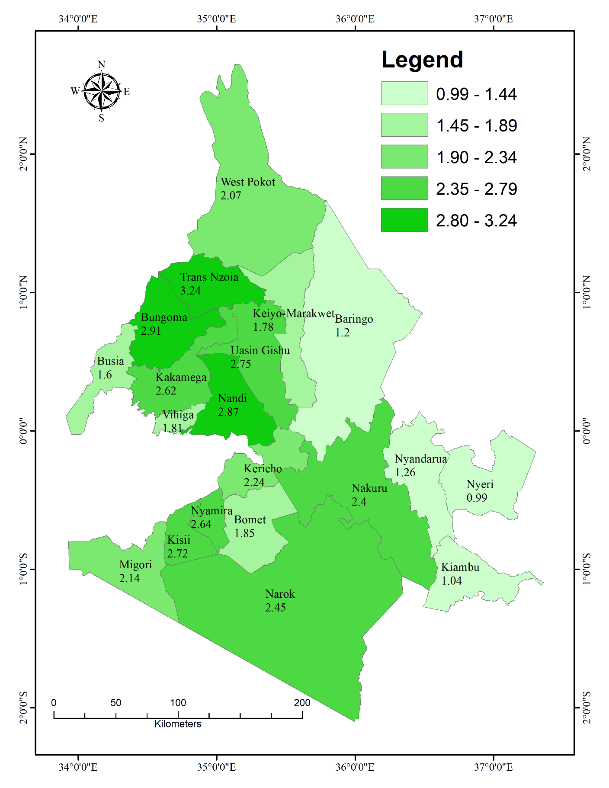 34°0'0"E 35°0'0"E 36°0'0"E 37°0'0"E
Legend
0.99 - 1.44
1.45 - 1.89
1.90 - 2.34
2.35 - 2.79
2.80 - 3.24
N
W E
S
2°0'0"N 2°0'0"N
West Pokot
2.07
1°0'0"N 1°0'0"N
Trans Nzoia
3.24
Bungoma
2.91
Keiyo-Marakwet
1.78
Baringo
1.2
Uasin Gishu
2.75
Busia
1.6
Kakamega
2.62
Nandi
2.87
Vihiga
1.81
0°0'0" 0°0'0"
Nyandarua
1.26
Kericho
2.24
Nyeri
0.99
Nakuru
2.4
Nyamira
2.64
Bomet
1.85
Kisii
2.72
Migori
2.14
Kiambu
1.04
1°0'0"S 1°0'0"S
Narok
2.45
2°0'0"S 2°0'0"S
0 50 100 200
Kilometers
34°0'0"E 35°0'0"E 36°0'0"E 37°0'0"E